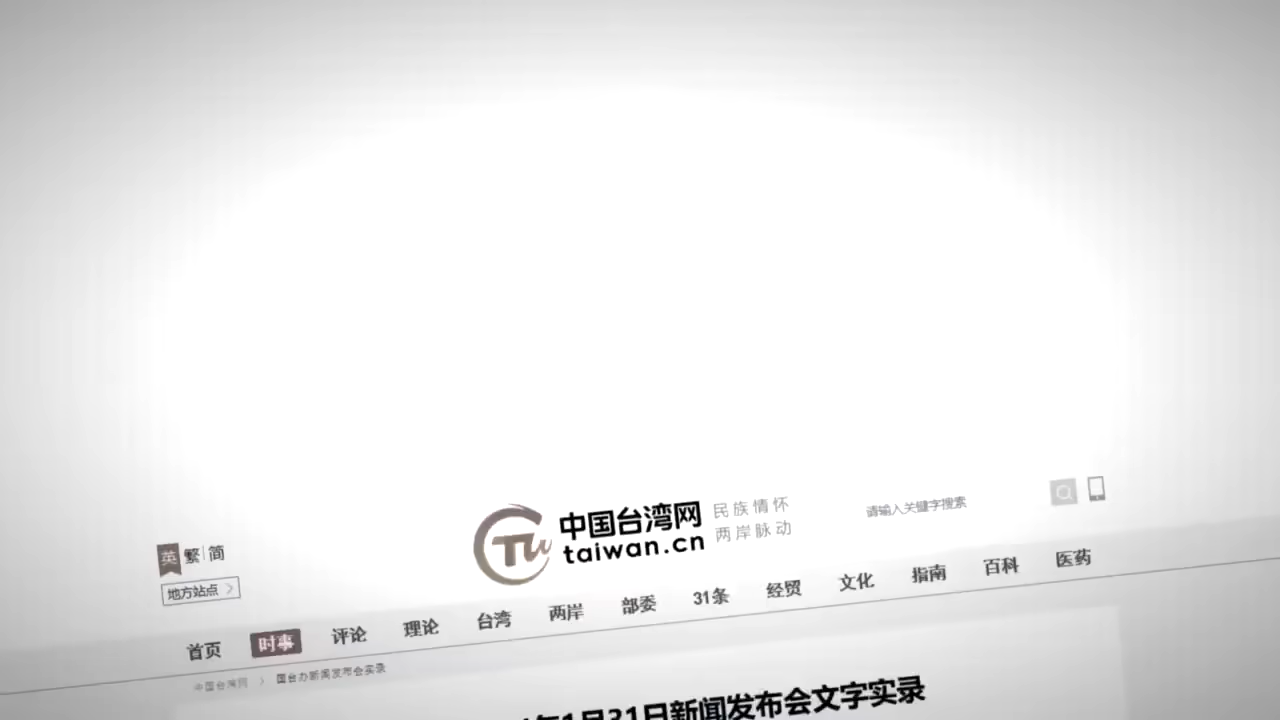 英 繁 | 简
地方站点 >
中国台湾网
taiwan.cn
民族情怀
两岸脉动
请输入关键字搜索
首页 时事 评论 理论 台湾 两岸 部委 31条 经贸 文化 指南 百科 医药
中国台湾网 > 国台办新闻发布会实录
年1月31日新闻发布会文字实录